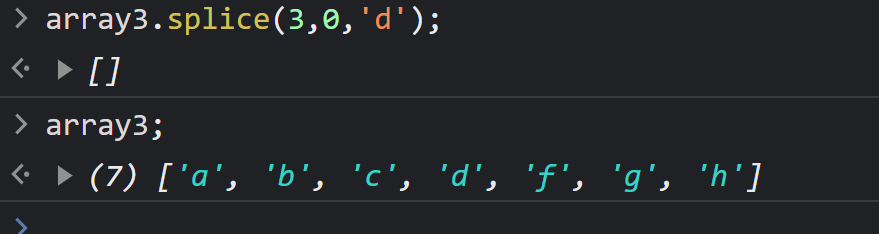 > array3.splice(3,0,'d');
<· ▶ []
> array3;
<· ▶ (7) ['a', 'b', 'c', 'd', 'f', 'g', 'h']
>